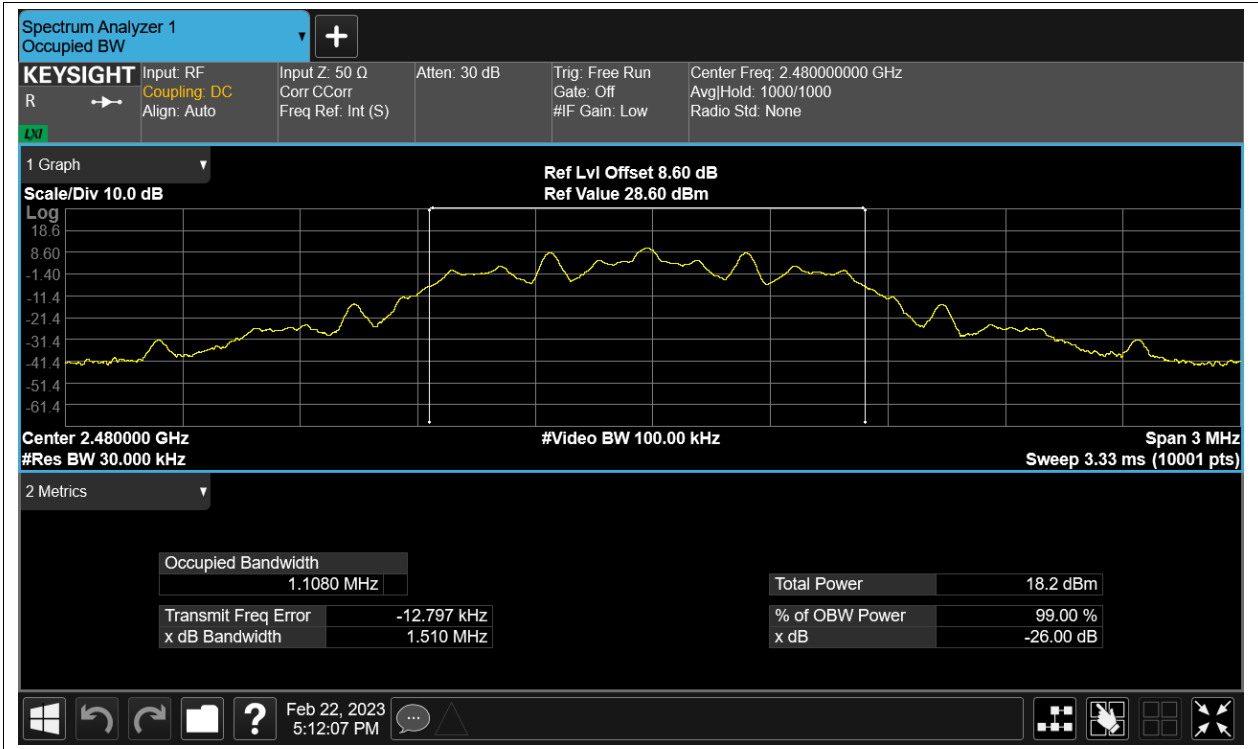 Spectrum Analyzer 1
Occupied BW
KEYSIGHT
R
LXI
Input: RF
Coupling: DC
Align: Auto
Input Z: 50 Ω
Corr CCorr
Freq Ref: Int (S)
Atten: 30 dB
Trig: Free Run
Gate: Off
#IF Gain: Low
Center Freq: 2.480000000 GHz
Avg|Hold: 1000/1000
Radio Std: None
1 Graph
Scale/Div 10.0 dB
Ref Lvl Offset 8.60 dB
Ref Value 28.60 dBm
Log
18.6
8.60
-1.40
-11.4
-21.4
-31.4
-41.4
-51.4
-61.4
Center 2.480000 GHz
#Res BW 30.000 kHz
#Video BW 100.00 kHz
Span 3 MHz
Sweep 3.33 ms (10001 pts)
2 Metrics
Occupied Bandwidth
1.1080 MHz
Transmit Freq Error -12.797 kHz
x dB Bandwidth 1.510 MHz
Total Power 18.2 dBm
% of OBW Power 99.00 %
x dB -26.00 dB
?
Feb 22, 2023
5:12:07 PM